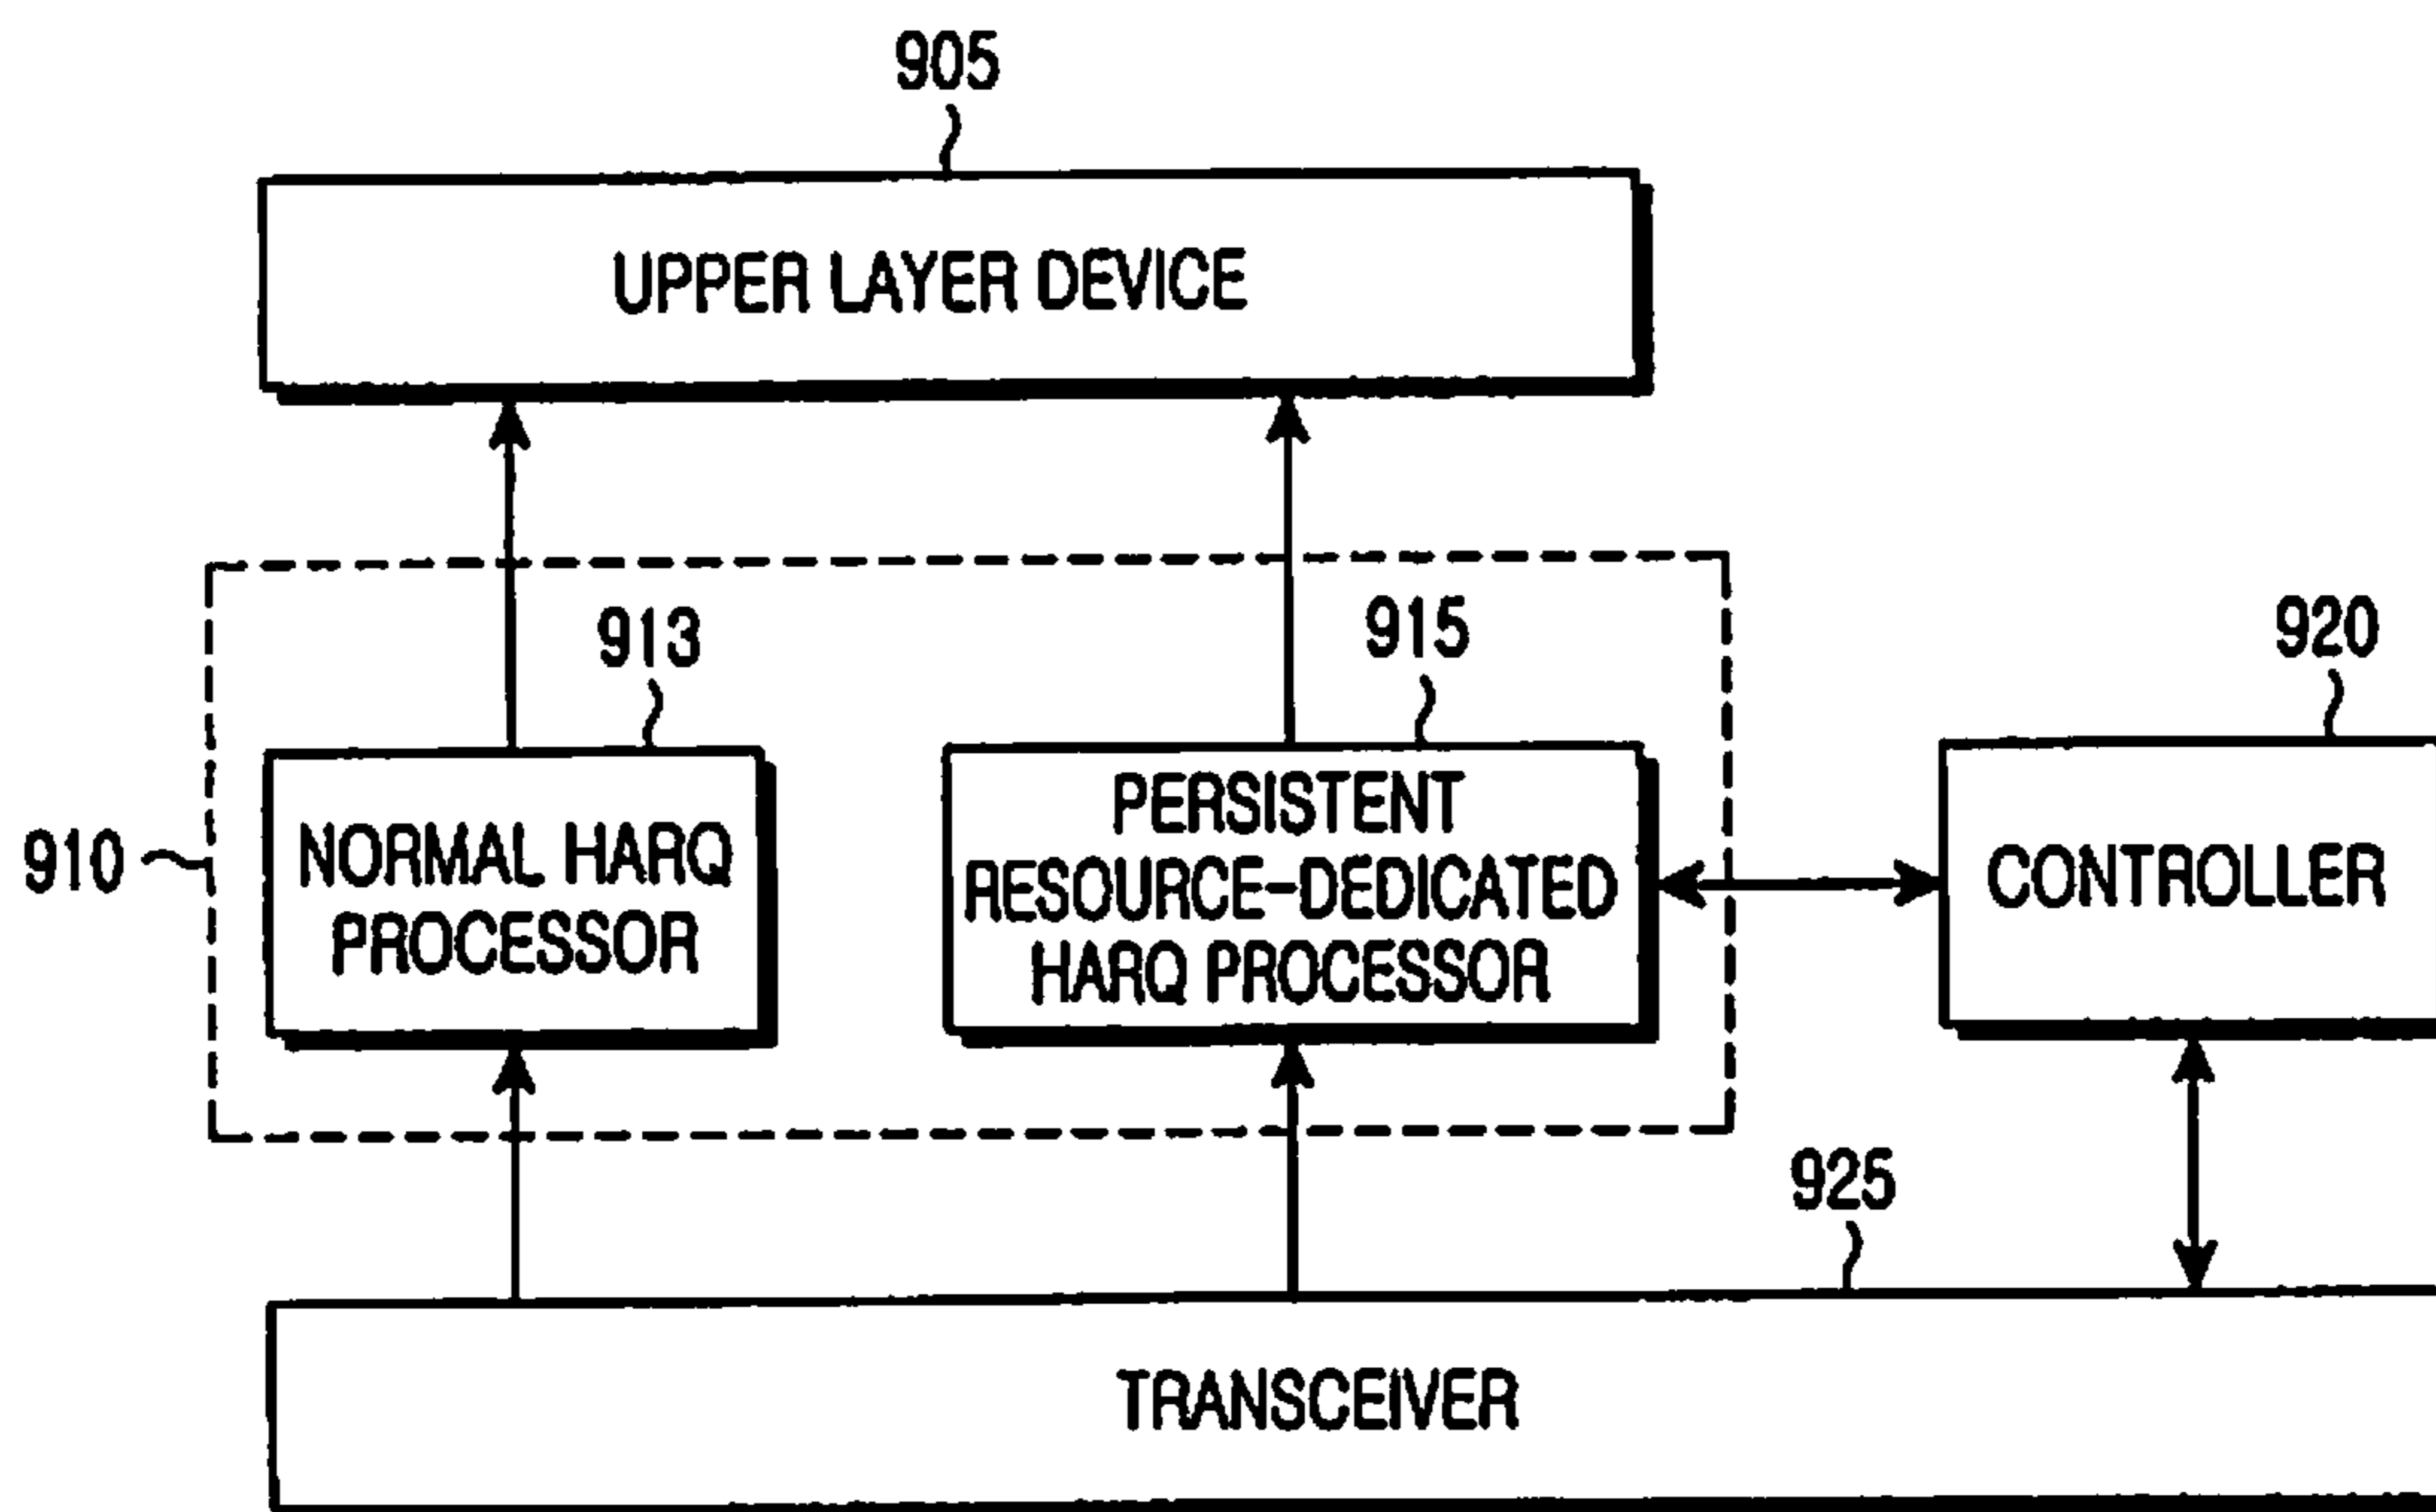 905
UPPER LAYER DEVICE
913
915
920
910
NORMAL HARQ
PROCESSOR
PERSISTENT
RESOURCE-DEDICATED
HARQ PROCESSOR
CONTROLLER
925
TRANSCEIVER